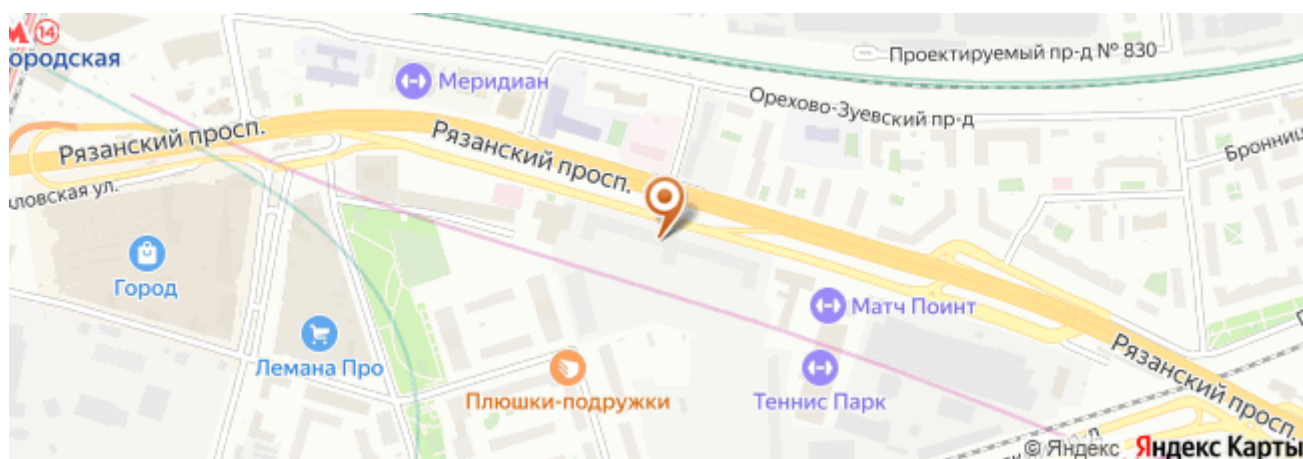 14
ородская
Проектируемый пр-д № 830
Меридиан
Орехово-Зуевский пр-д
Рязанский просп.
Рязанский просп.
Бронниц
ловская ул.
Город
Матч Поинт
Лемана Про
Рязанский просп.
Плюшки-подружки
Теннис Парк
© Яндекс Яндекс Карты